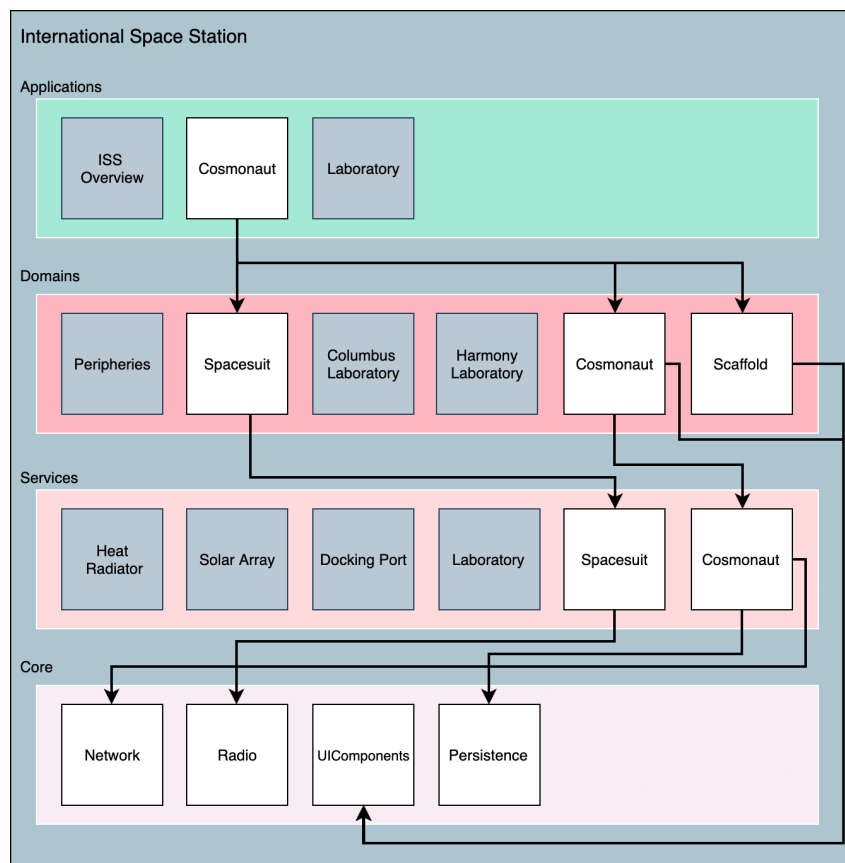 International Space Station
Applications
ISS
Overview
Cosmonaut
Laboratory
Domains
Peripheries
Spacesuit
Columbus
Laboratory
Harmony
Laboratory
Cosmonaut
Scaffold
Services
Heat
Radiator
Solar Array
Docking Port
Laboratory
Spacesuit
Cosmonaut
Core
Network
Radio
UIComponents
Persistence